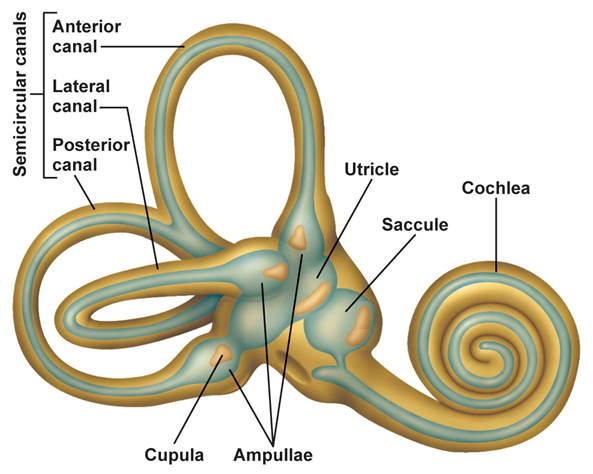 Semicircular canals
Anterior
canal
Lateral
canal
Posterior
canal
Utricle
Saccule
Cochlea
Cupula
Ampullae